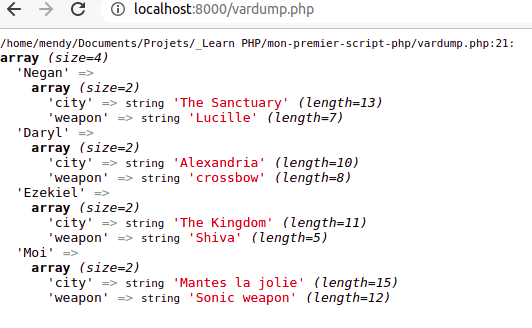 localhost:8000/vardump.php
/home/mendy/Documents/Projets/_Learn PHP/mon-premier-script-php/vardump.php:21:
array (size=4)
  'Negan' =>
    array (size=2)
      'city' => string 'The Sanctuary' (length=13)
      'weapon' => string 'Lucille' (length=7)
  'Daryl' =>
    array (size=2)
      'city' => string 'Alexandria' (length=10)
      'weapon' => string 'crossbow' (length=8)
  'Ezekiel' =>
    array (size=2)
      'city' => string 'The Kingdom' (length=11)
      'weapon' => string 'Shiva' (length=5)
  'Moi' =>
    array (size=2)
      'city' => string 'Mantes la jolie' (length=15)
      'weapon' => string 'Sonic weapon' (length=12)